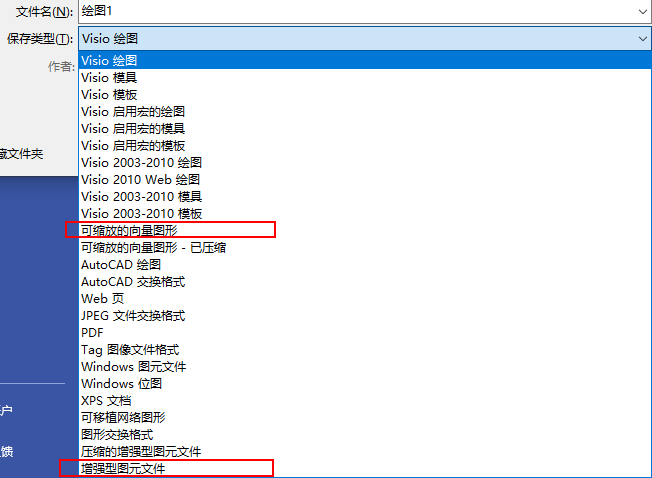 文件名(N): 绘图1
保存类型(T): Visio 绘图
Visio 绘图
作者:
Visio 模具
Visio 模板
Visio 启用宏的绘图
Visio 启用宏的模具
Visio 启用宏的模板
藏文件夹
Visio 2003-2010 绘图
Visio 2010 Web 绘图
Visio 2003-2010 模具
Visio 2003-2010 模板
可缩放的向量图形
可缩放的向量图形 - 已压缩
AutoCAD 绘图
AutoCAD 交换格式
Web 页
JPEG 文件交换格式
PDF
Tag 图像文件格式
Windows 图元文件
Windows 位图
XPS 文档
户
可移植网络图形
图形交换格式
馈
压缩的增强型图元文件
增强型图元文件